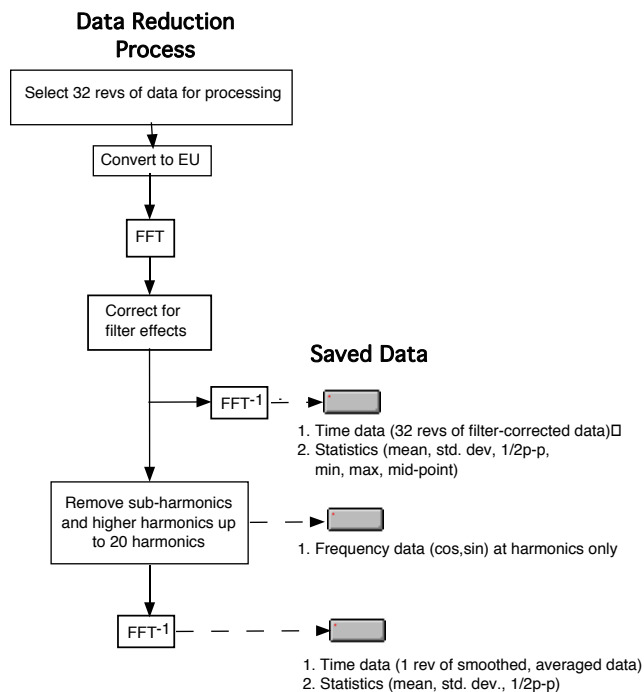 Data Reduction
Process
Select 32 revs of data for processing
Convert to EU
FFT
Correct for
filter effects
Saved Data
FFT-1
1. Time data (32 revs of filter-corrected data)□
2. Statistics (mean, std. dev, 1/2p-p,
min, max, mid-point)
Remove sub-harmonics
and higher harmonics up
to 20 harmonics
1. Frequency data (cos,sin) at harmonics only
FFT-1
1. Time data (1 rev of smoothed, averaged data)
2. Statistics (mean, std. dev., 1/2p-p)